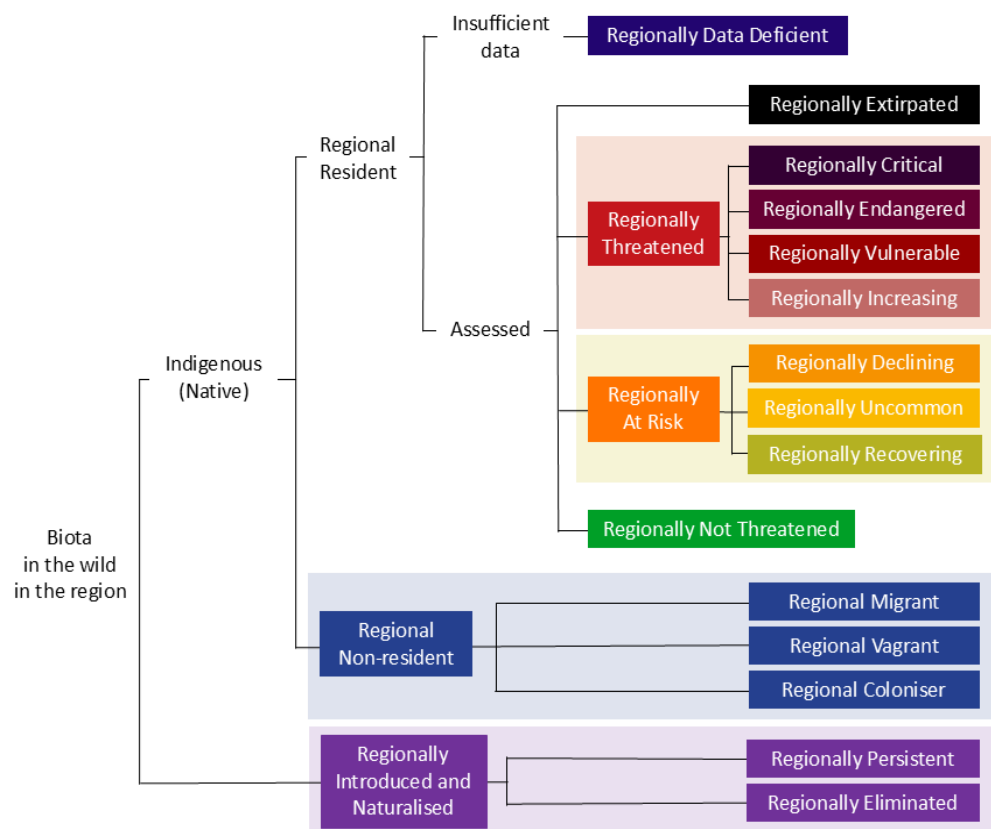 Insufficient
data
Regionally Data Deficient
Regionally Extirpated
Regional
Resident
Regionally Critical
Regionally Endangered
Regionally
Threatened
Regionally Vulnerable
Regionally Increasing
Assessed
Indigenous
(Native)
Regionally Declining
Regionally
At Risk
Regionally Uncommon
Regionally Recovering
Regionally Not Threatened
Biota
in the wild
in the region
Regional
Non-resident
Regional Migrant
Regional Vagrant
Regional Coloniser
Regionally
Introduced and
Naturalised
Regionally Persistent
Regionally Eliminated